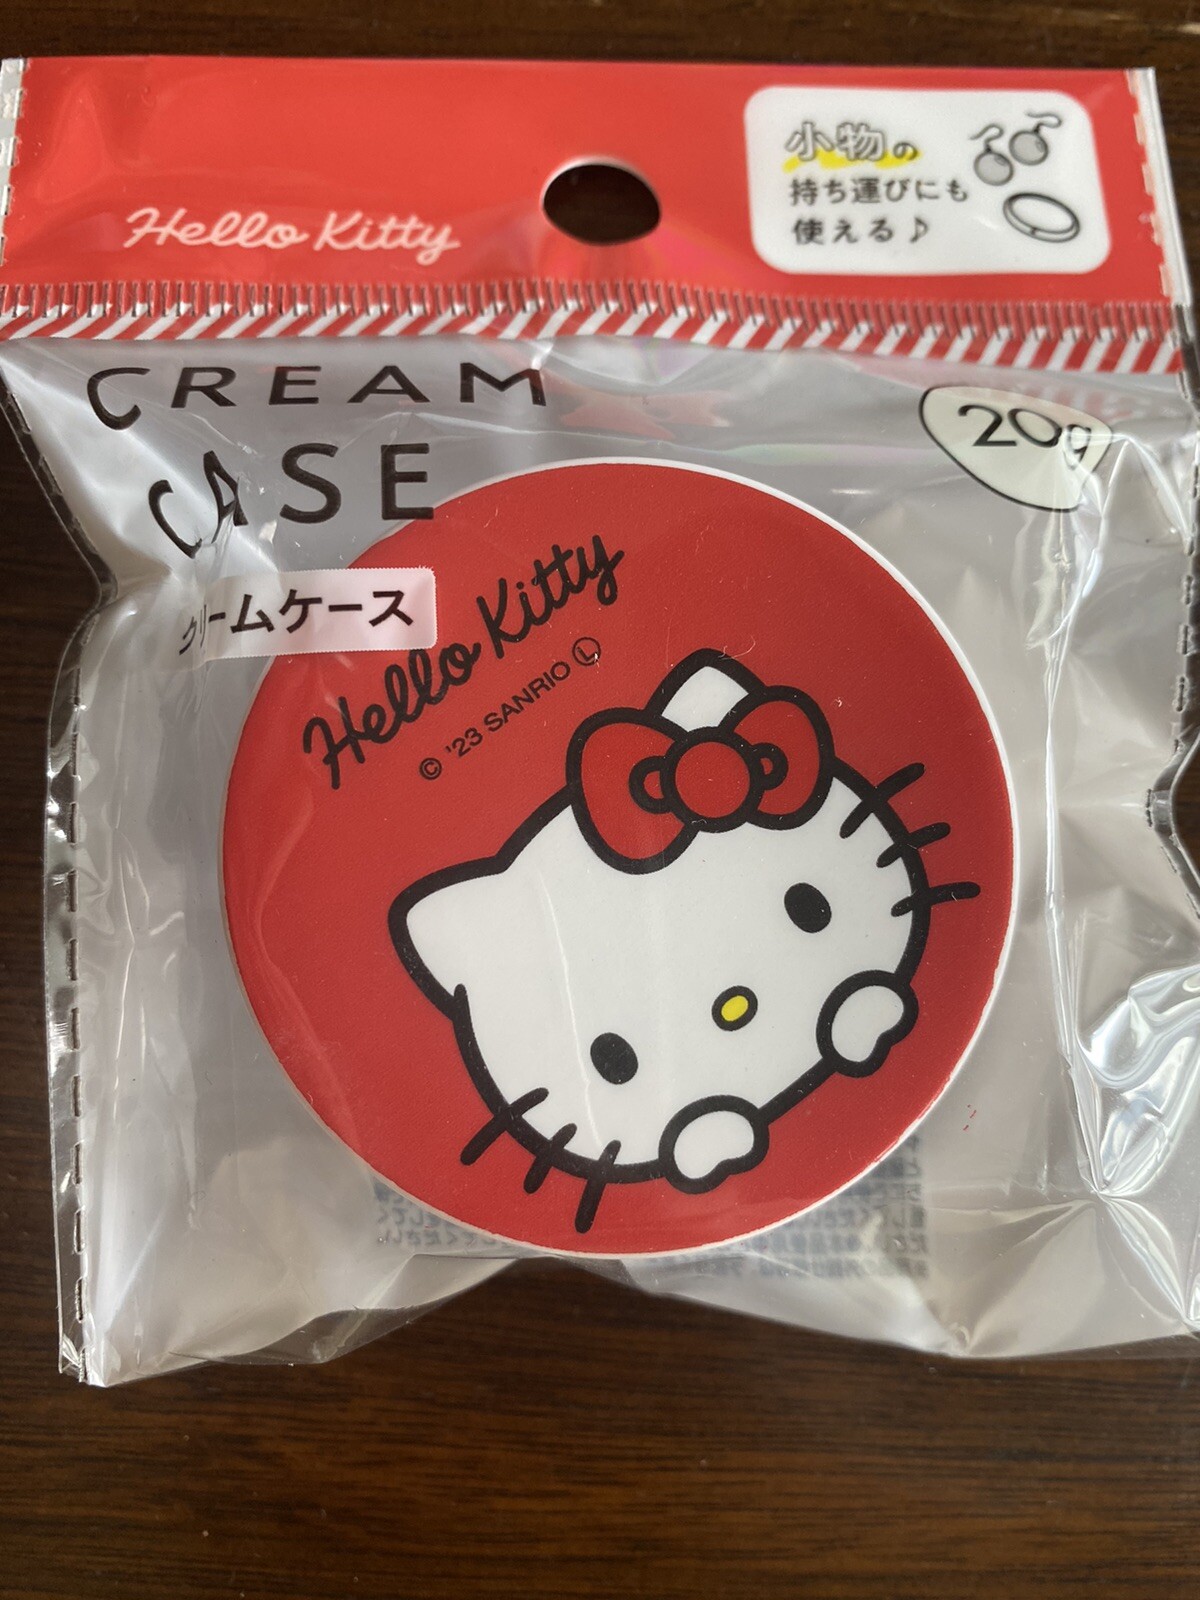 Hello Kitty
小物の
持ち運びにも
使える♪
CREAM
CASE
20g
クリームケース
Hello Kitty
© '23 SANRIO Ⓛ